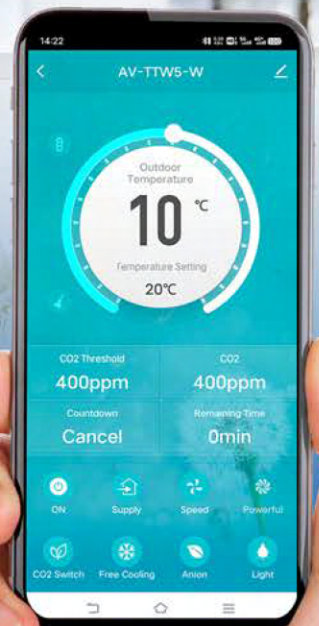 14:22
AV-TTW5-W
Outdoor
Temperature
10 ℃
Temperature Setting
20℃
CO2 Threshold
CO2
400ppm
400ppm
Countdown
Remaining Time
Cancel
0min
ON
Supply
Speed
Powerful
CO2 Switch
Free Cooling
Anion
Light